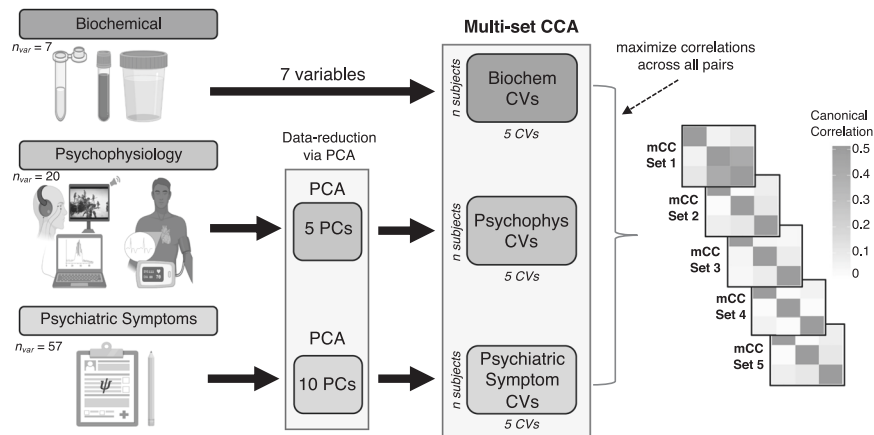 Biochemical
nvar = 7
7 variables
Multi-set CCA
n subjects
Biochem
CVs
5 CVs
maximize correlations
across all pairs
Psychophysiology
nvar = 20
Data-reduction
via PCA
PCA
5 PCs
n subjects
Psychophys
CVs
5 CVs
Psychiatric Symptoms
nvar = 57
Ψ
PCA
10 PCs
n subjects
Psychiatric
Symptom
CVs
5 CVs
Canonical
Correlation
0.5
0.4
0.3
0.2
0.1
0
mCC
Set 1
mCC
Set 2
mCC
Set 3
mCC
Set 4
mCC
Set 5